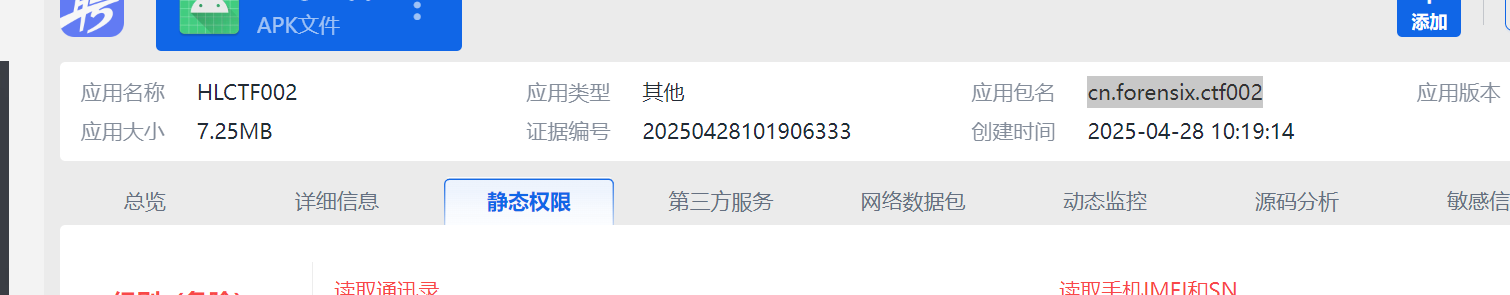 聘
APK文件
添加
应用名称 HLCTF002 应用类型 其他 应用包名 cn.forensix.ctf002 应用版本
应用大小 7.25MB 证据编号 20250428101906333 创建时间 2025-04-28 10:19:14
总览 详细信息 静态权限 第三方服务 网络数据包 动态监控 源码分析 敏感信
读取通讯录 读取手机IMEI和SN